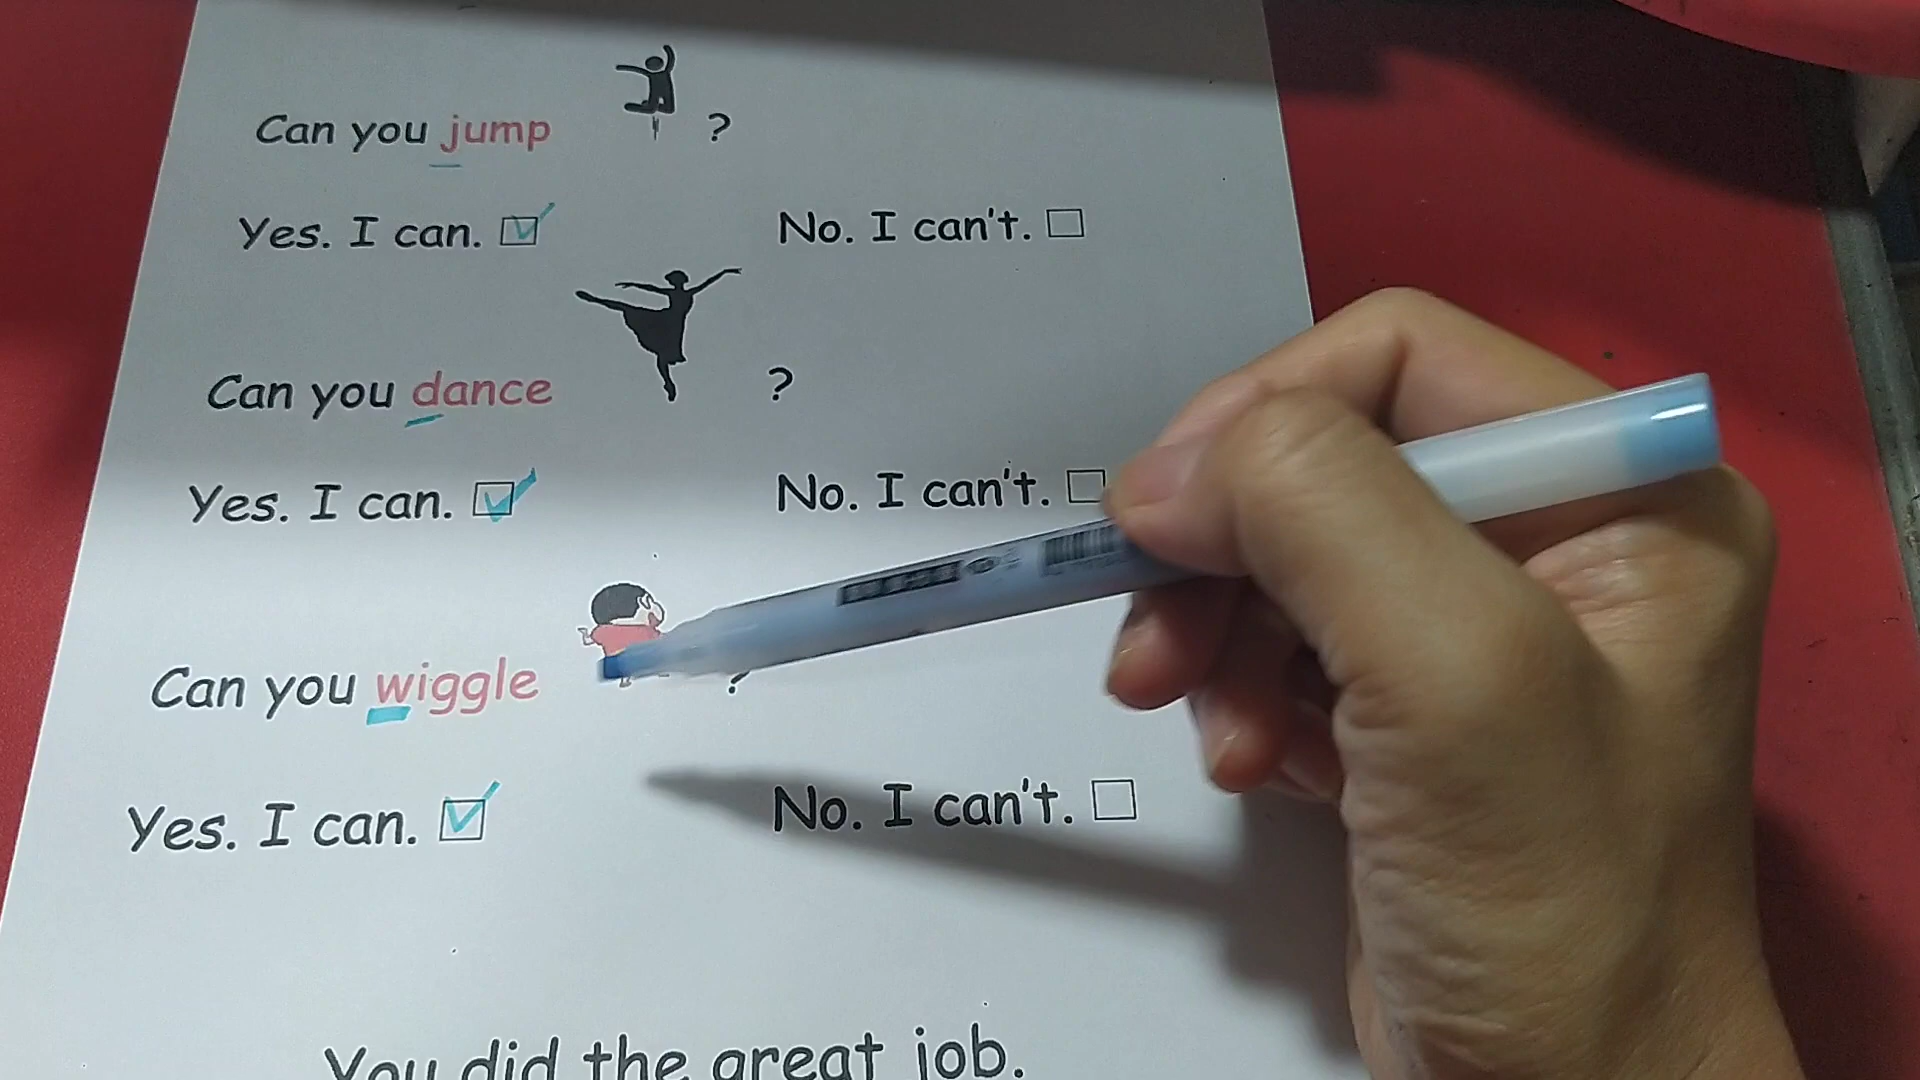 Can you jump ?
Yes. I can. No. I can't.
Can you dance ?
Yes. I can. No. I can't.
Can you wiggle ?
Yes. I can. No. I can't.
You did the great job.